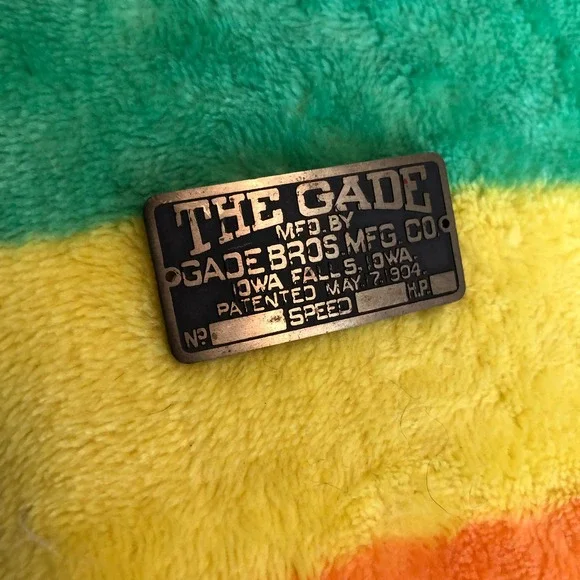 THE GADE
MFD. BY
GADE BROS. MFG. CO.
IOWA FALLS, IOWA.
PATENTED MAY, 7, 1904.
No. SPEED H.P.